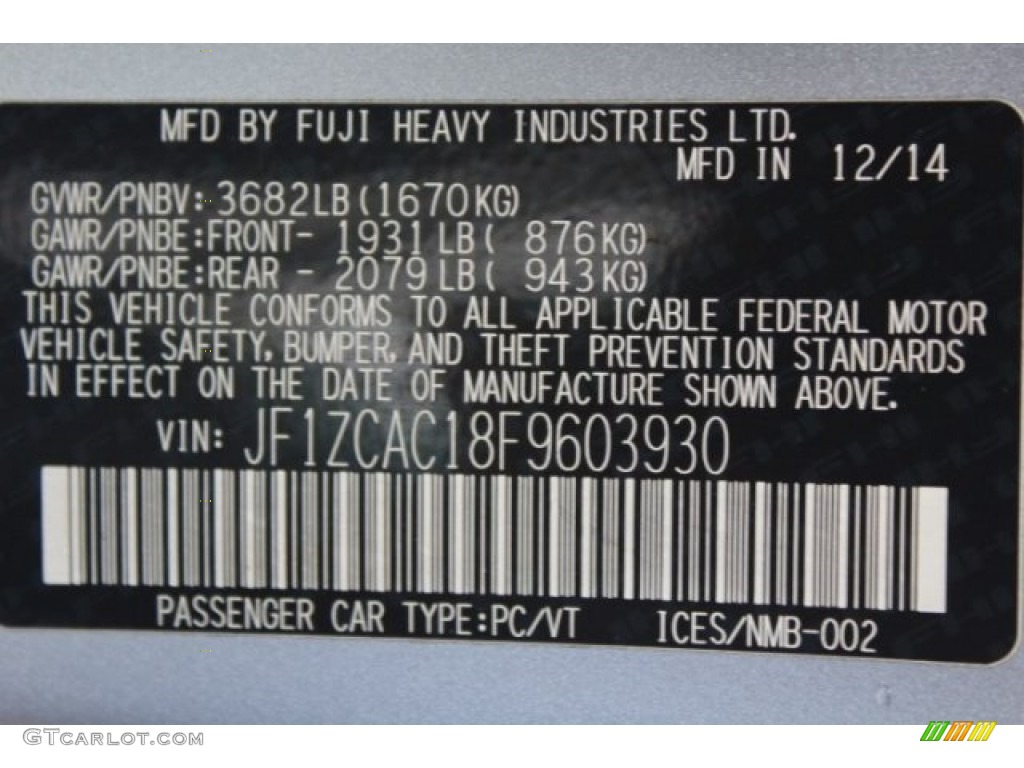 MFD BY FUJI HEAVY INDUSTRIES LTD.
MFD IN 12/14
GVWR/PNBV: 3682LB (1670KG)
GAWR/PNBE:FRONT- 1931 LB( 876KG)
GAWR/PNBE:REAR - 2079 LB( 943KG)
THIS VEHICLE CONFORMS TO ALL APPLICABLE FEDERAL MOTOR
VEHICLE SAFETY, BUMPER, AND THEFT PREVENTION STANDARDS
IN EFFECT ON THE DATE OF MANUFACTURE SHOWN ABOVE.
VIN: JF1ZCAC18F9603930
PASSENGER CAR TYPE:PC/VT ICES/NMB-002
GTCARLOT.COM